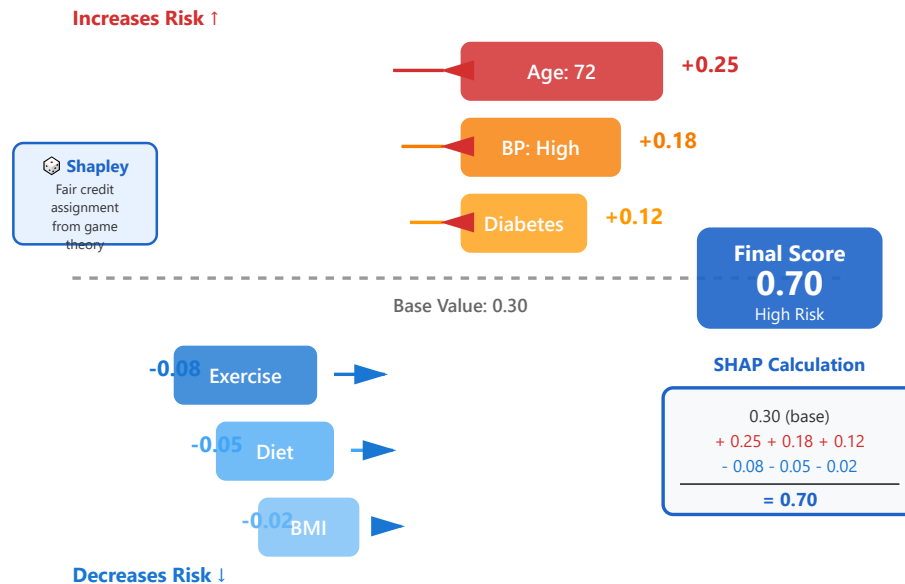 Increases Risk ↑
Age: 72
+0.25
BP: High
+0.18
Shapley
Fair credit
assignment
from game
theory
Diabetes
+0.12
Final Score
0.70
High Risk
Base Value: 0.30
-0.08
Exercise
-0.05
Diet
-0.02
BMI
SHAP Calculation
0.30 (base)
+ 0.25 + 0.18 + 0.12
- 0.08 - 0.05 - 0.02
= 0.70
Decreases Risk ↓